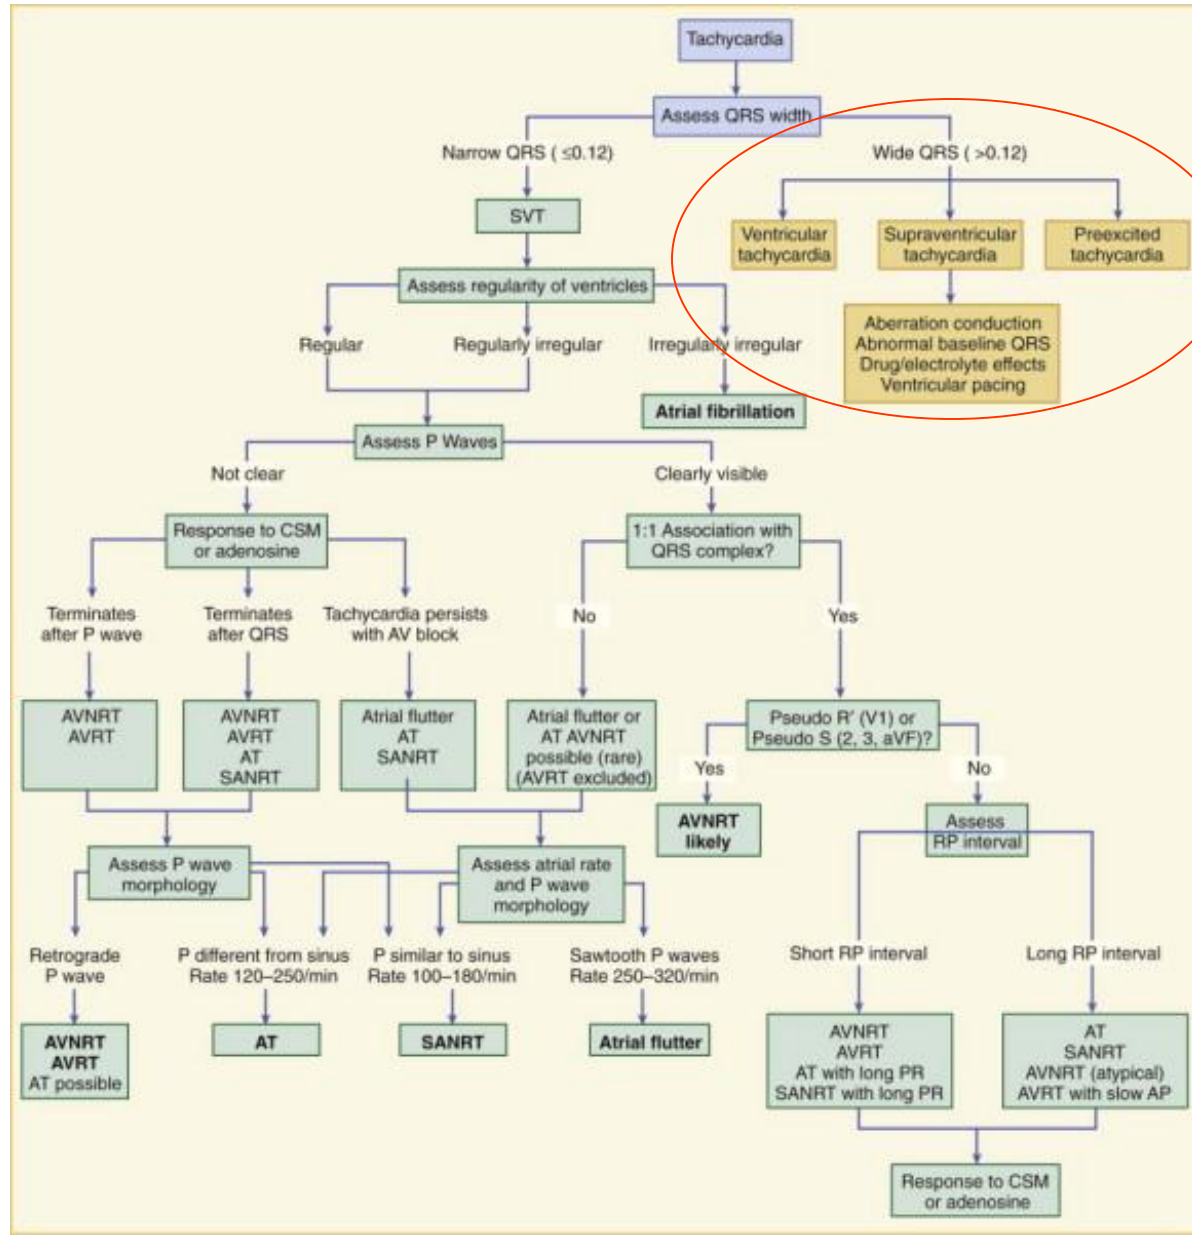 Tachycardia
Assess QRS width
Narrow QRS ( ≤0.12)
Wide QRS ( >0.12)
SVT
Ventricular
tachycardia
Supraventricular
tachycardia
Preexcited
tachycardia
Assess regularity of ventricles
Aberration conduction
Abnormal baseline QRS
Drug/electrolyte effects
Ventricular pacing
Regular
Regularly irregular
Irregularly irregular
Atrial fibrillation
Assess P Waves
Not clear
Clearly visible
Response to CSM
or adenosine
1:1 Association with
QRS complex?
Terminates
after P wave
Terminates
after QRS
Tachycardia persists
with AV block
No
Yes
AVNRT
AVRT
AVNRT
AVRT
AT
SANRT
Atrial flutter
AT
SANRT
Atrial flutter or
AT AVNRT
possible (rare)
(AVRT excluded)
Pseudo R′ (V1) or
Pseudo S (2, 3, aVF)?
Yes
No
AVNRT
likely
Assess
RP interval
Assess P wave
morphology
Assess atrial rate
and P wave
morphology
Retrograde
P wave
P different from sinus
Rate 120–250/min
P similar to sinus
Rate 100–180/min
Sawtooth P waves
Rate 250–320/min
Short RP interval
Long RP interval
AVNRT
AVRT
AT possible
AT
SANRT
Atrial flutter
AVNRT
AVRT
AT with long PR
SANRT with long PR
AT
SANRT
AVNRT (atypical)
AVRT with slow AP
Response to CSM
or adenosine